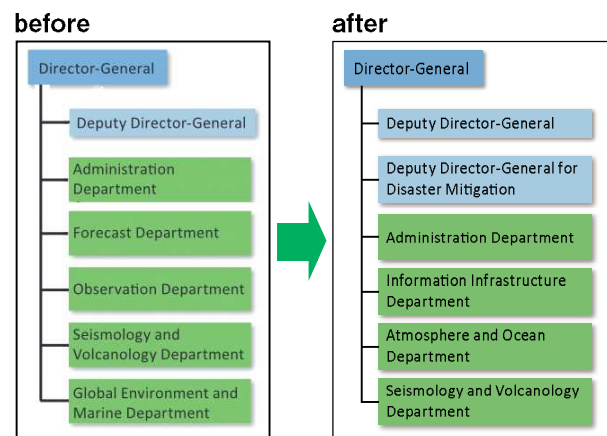 before
Director-General
Deputy Director-General
Administration
Department
Forecast Department
Observation Department
Seismology and
Volcanology Department
Global Environment and
Marine Department
after
Director-General
Deputy Director-General
Deputy Director-General for
Disaster Mitigation
Administration Department
Information Infrastructure
Department
Atmosphere and Ocean
Department
Seismology and Volcanology
Department